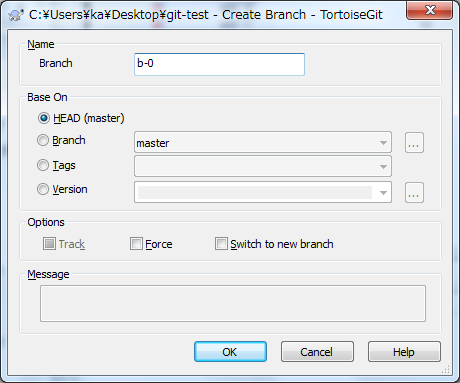 C:¥Users¥ka¥Desktop¥git-test - Create Branch - TortoiseGit
Name
Branch b-0
Base On
HEAD (master)
Branch master ...
Tags
Version ...
Options
Track Force Switch to new branch
Message
OK Cancel Help